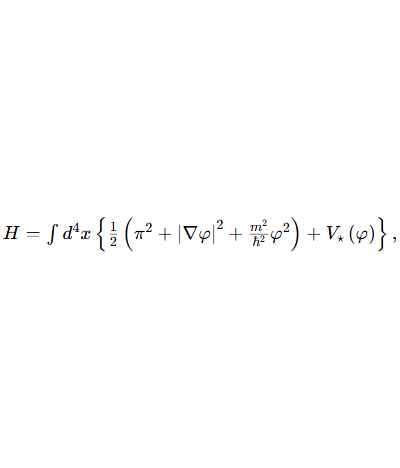 H = ∫ d⁴x { ½ ( π² + |∇φ|² + m²/ħ² φ² ) + V⋆ (φ) } ,